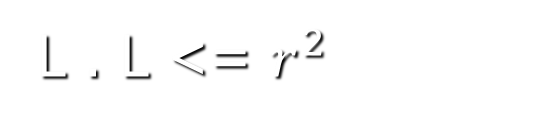 L . L <= r²